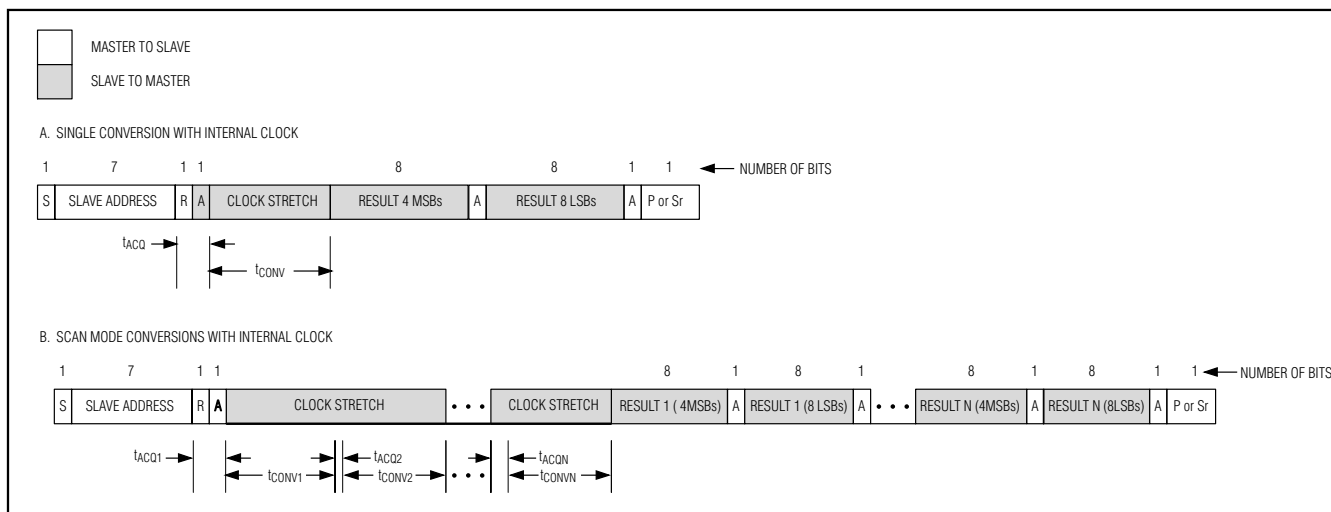 MASTER TO SLAVE
SLAVE TO MASTER
A. SINGLE CONVERSION WITH INTERNAL CLOCK
1 7 1 1 8 8 1 1 NUMBER OF BITS
S SLAVE ADDRESS R A CLOCK STRETCH RESULT 4 MSBs A RESULT 8 LSBs A P or Sr
tACQ
tCONV
B. SCAN MODE CONVERSIONS WITH INTERNAL CLOCK
1 7 1 1 8 1 8 1 8 1 8 1 1 NUMBER OF BITS
S SLAVE ADDRESS R A CLOCK STRETCH • • • CLOCK STRETCH RESULT 1 ( 4MSBs) A RESULT 1 (8 LSBs) A • • • RESULT N (4MSBs) A RESULT N (8LSBs) A P or Sr
tACQ1 tACQ2 tACQN
tCONV1 tCONV2 • • • tCONVN